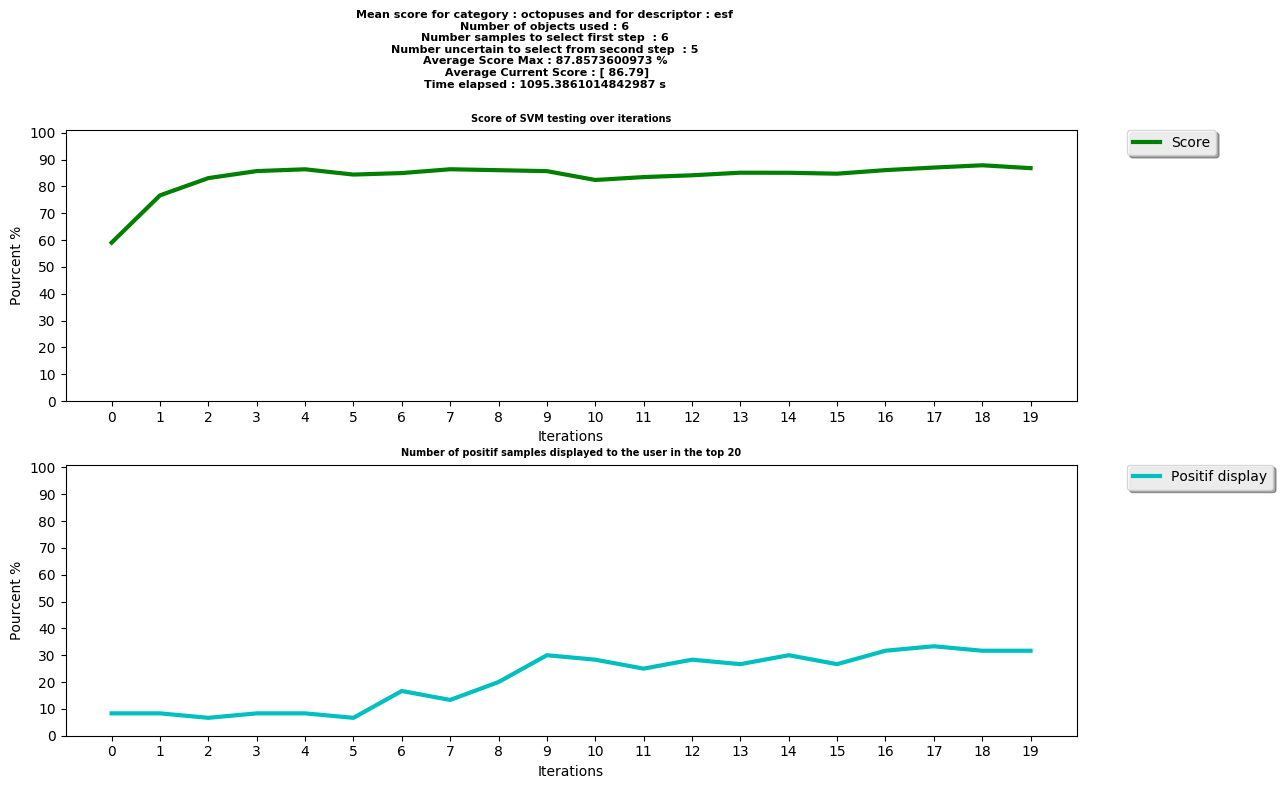 Mean score for category : octopuses and for descriptor : esf
Number of objects used : 6
Number samples to select first step  : 6
Number uncertain to select from second step  : 5
Average Score Max : 87.8573600973 %
Average Current Score : [ 86.79]
Time elapsed : 1095.3861014842987 s
Score of SVM testing over iterations
100
90
80
70
60
50
40
30
20
10
0
Pourcent %
0 1 2 3 4 5 6 7 8 9 10 11 12 13 14 15 16 17 18 19
Iterations
Score
Number of positif samples displayed to the user in the top 20
100
90
80
70
60
50
40
30
20
10
0
Pourcent %
0 1 2 3 4 5 6 7 8 9 10 11 12 13 14 15 16 17 18 19
Iterations
Positif display